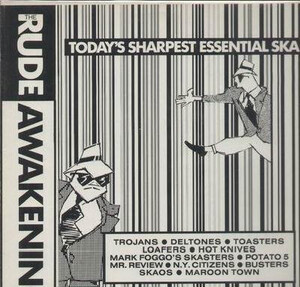 THE
RUDE AWAKENIN
TODAY'S SHARPEST ESSENTIAL SKA
TROJANS ● DELTONES ● TOASTERS
LOAFERS ● HOT KNIVES
MARK FOGGO'S SKASTERS ● POTATO 5
MR. REVIEW ● N.Y. CITIZENS ● BUSTERS
SKAOS ● MAROON TOWN